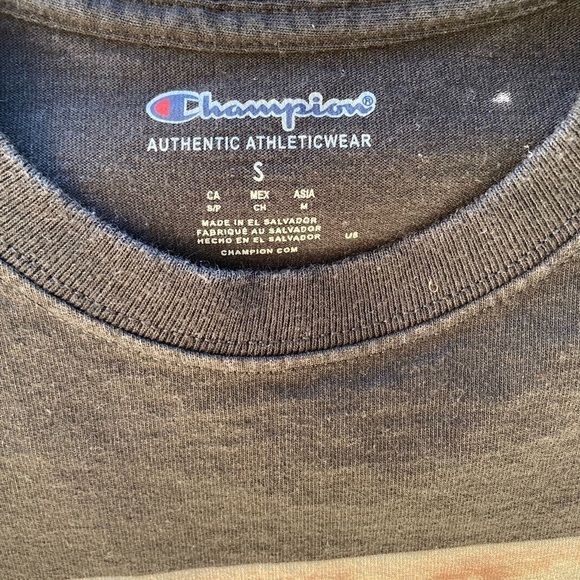 Champion®
AUTHENTIC ATHLETICWEAR
S
CA MEX ASIA
S/P CH M
MADE IN EL SALVADOR
FABRIQUÉ AU SALVADOR
HECHO EN EL SALVADOR US
CHAMPION.COM